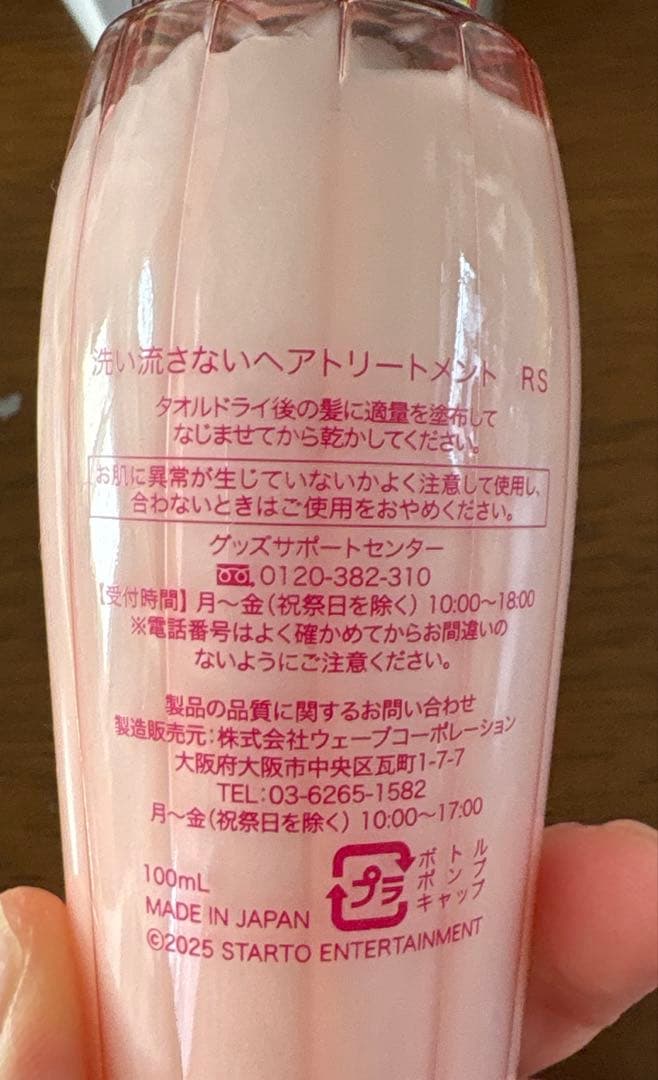 洗い流さないヘアトリートメント RS
タオルドライ後の髪に適量を塗布して
なじませてから乾かしてください。
お肌に異常が生じていないかよく注意して使用し、
合わないときはご使用をおやめください。
グッズサポートセンター
0120-382-310
【受付時間】月〜金(祝祭日を除く) 10:00〜18:00
※電話番号はよく確かめてからお間違いの
ないようにご注意ください。
製品の品質に関するお問い合わせ
製造販売元:株式会社ウェーブコーポレーション
大阪府大阪市中央区瓦町1-7-7
TEL:03-6265-1582
月〜金(祝祭日を除く) 10:00〜17:00
100mL
MADE IN JAPAN
©2025 STARTO ENTERTAINMENT
プラ
ボトル
ポンプ
キャップ